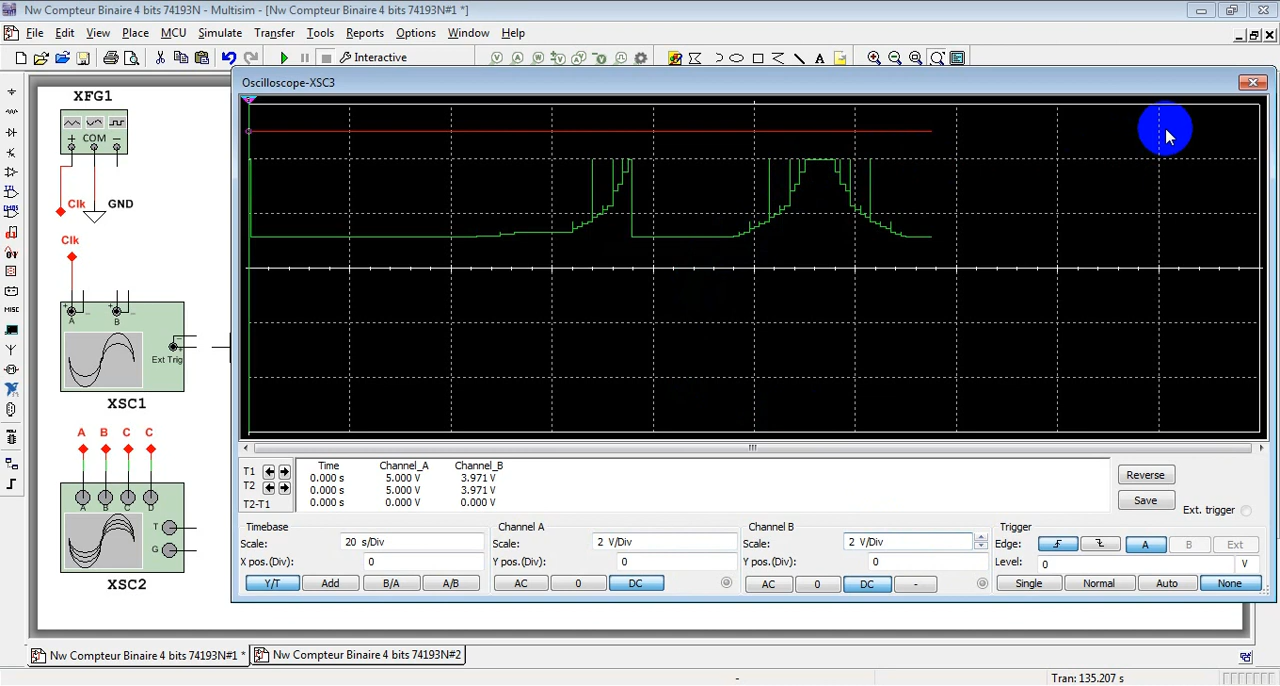 Nw Compteur Binaire 4 bits 74193N - Multisim - [Nw Compteur Binaire 4 bits 74193N#1 *]
File Edit View Place MCU Simulate Transfer Tools Reports Options Window Help
Interactive
Oscilloscope-XSC3
XFG1
COM
Clk GND
Clk
A B
Ext Trig
XSC1
A B C C
A B C D
T
G
XSC2
Time Channel_A Channel_B
T1 0.000 s 5.000 V 3.971 V
T2 0.000 s 5.000 V 3.971 V
T2-T1 0.000 s 0.000 V 0.000 V
Reverse
Save
Ext. trigger
Timebase Channel A Channel B Trigger
Scale: 20 s/Div Scale: 2 V/Div Scale: 2 V/Div Edge: A B Ext
X pos.(Div): 0 Y pos.(Div): 0 Y pos.(Div): 0 Level: 0 V
Y/T Add B/A A/B AC 0 DC AC 0 DC - Single Normal Auto None
Nw Compteur Binaire 4 bits 74193N#1 * Nw Compteur Binaire 4 bits 74193N#2
- Tran: 135.207 s